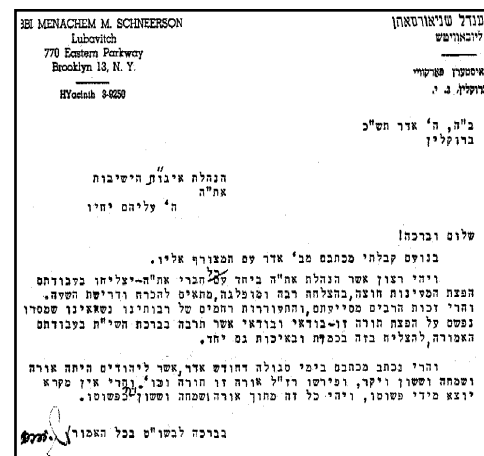 BBI MENACHEM M. SCHNEERSON
Lubavitch
770 Eastern Parkway
Brooklyn 13, N. Y.
HYacinth 3-9250
מענדל שניאורסאהן
ליובאוויטש
איסטערן פארקוויי
ברוקלין, נ. י.
ב"ה, ה' אדר תש"כ
ברוקלין
הנהלת איגוד הישיבות
את"ה
ה' עליהם יחיו
שלום וברכה!
בנועם קבלתי מכתבם מב' אדר עם המצורף אליו.
ויהי רצון אשר הנהלת את"ה ביחד עם כל חברי את"ה-יצליחו בעבודתם
הפצת המעינות חוצה, בהצלחה רבה ומופלגה, מתאים להכרח ודרישת השעה.
והרי זכות הרבים מסייעתם, והתעוררות רחמים של רבותינו נשיאינו שמסרו
נפשם על הפצת תורה זו-בודאי ובודאי אשר תרבה בברכת השי"ת בעבודתם
האמורה, להצליח בזה בכמות ובאיכות גם יחד.
והרי נכתב מכתבם בימי סגולה דחודש אדר, אשר ליהודים היתה אורה
ושמחה וששון ויקר, ופירשו רז"ל אורה זו תורה וכו'. והרי אין מקרא
יוצא מידי פשוטו, ויהי כל זה מתוך אורה ושמחה וששון כפשוטו.
בברכה לבשו"ט בכל האמור